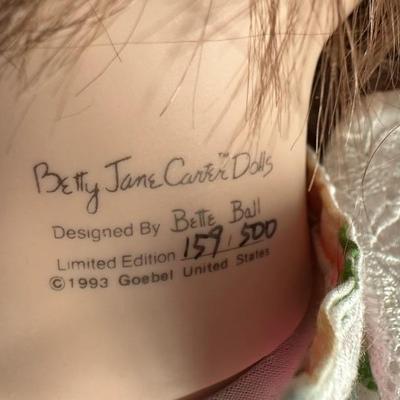 Betty Jane Carter™ Dolls
Designed By Bette Ball
Limited Edition 159/500
©1993 Goebel United States